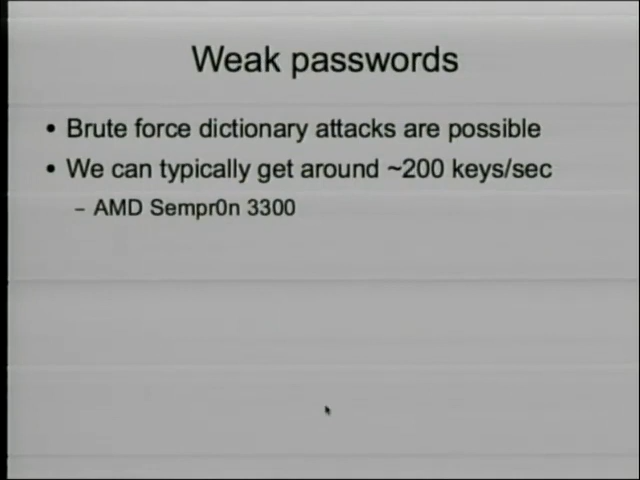 Weak passwords
• Brute force dictionary attacks are possible
• We can typically get around ~200 keys/sec
– AMD Sempr0n 3300